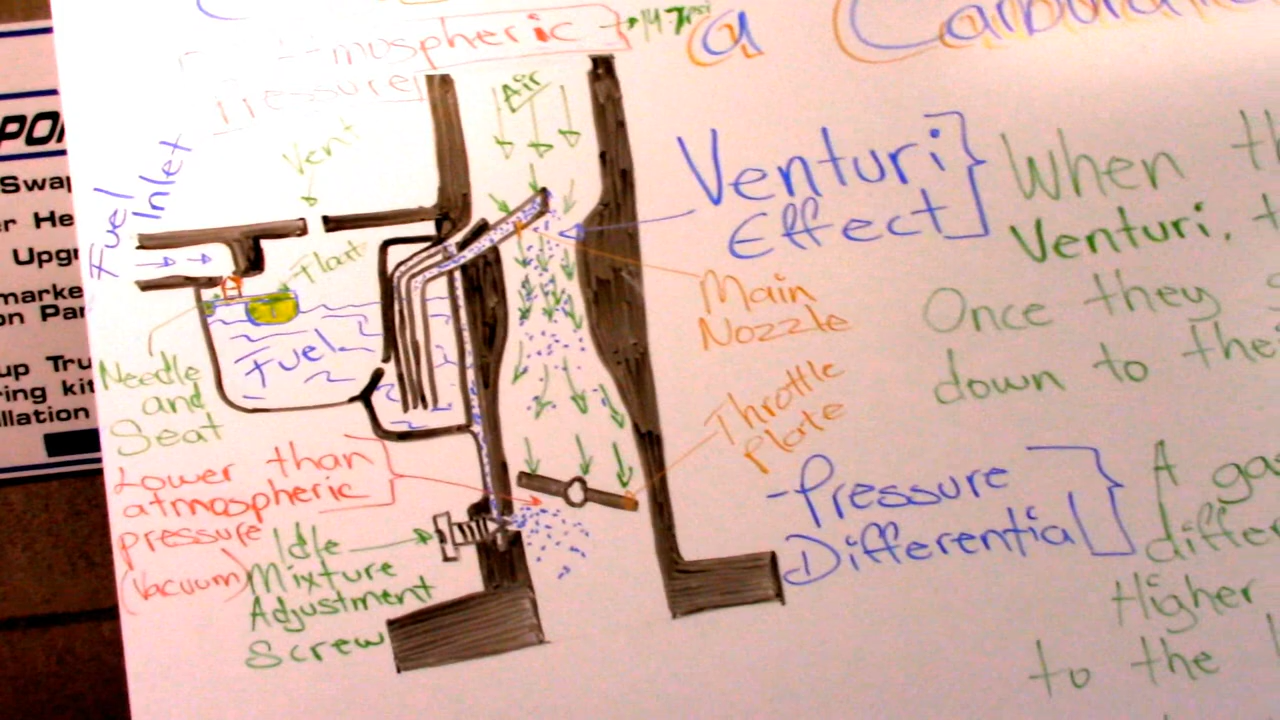 a Carbura
Atmospheric → 14.7psi
Pressure
Air
Vent
Fuel
Inlet
Float
Fuel
Needle
and
Seat
Lower than
atmospheric
pressure
(Vacuum)
Idle
Mixture
Adjustment
Screw
Venturi
Effect
Main
Nozzle
Throttle
Plate
-Pressure
Differential
When th
Venturi, t
Once they s
down to the
A ga
differ
Higher
to the
Swap
r He
Upgr
marke
on Par
up Tru
ring kit
llation